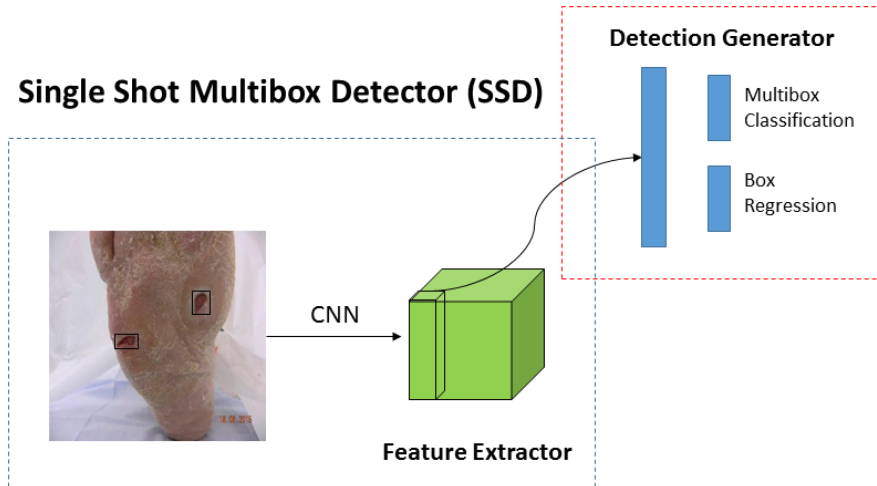 Detection Generator
Single Shot Multibox Detector (SSD)
Multibox
Classification
Box
Regression
CNN
Feature Extractor